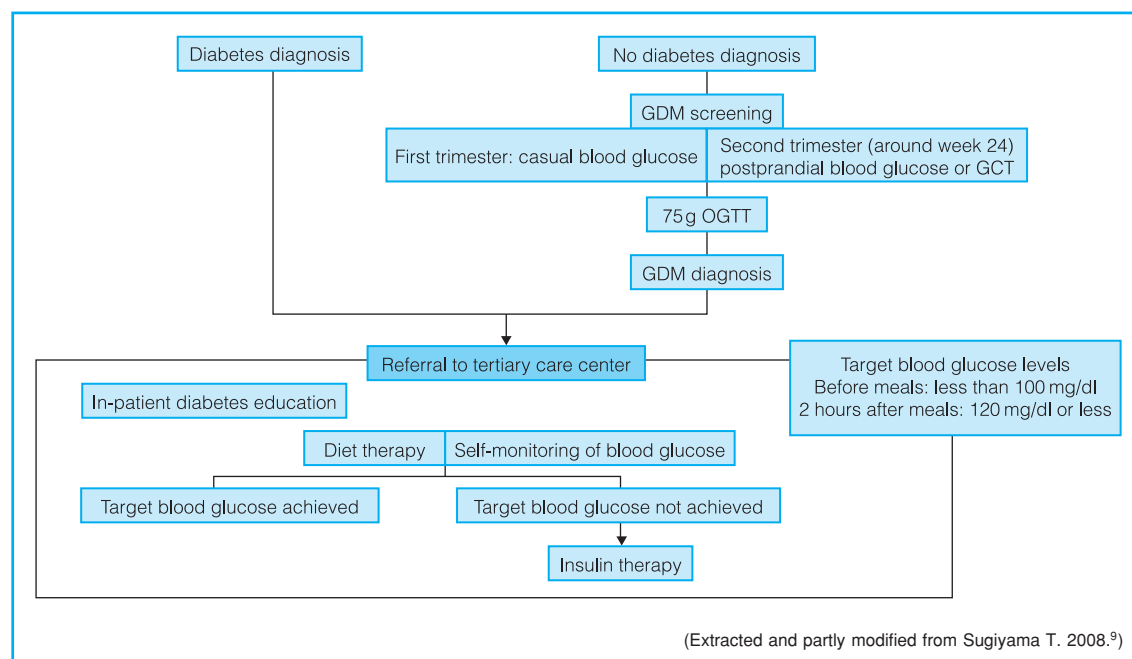 Diabetes diagnosis
No diabetes diagnosis
GDM screening
First trimester: casual blood glucose
Second trimester (around week 24)
postprandial blood glucose or GCT
75 g OGTT
GDM diagnosis
Referral to tertiary care center
Target blood glucose levels
Before meals: less than 100 mg/dl
2 hours after meals: 120 mg/dl or less
In-patient diabetes education
Diet therapy
Self-monitoring of blood glucose
Target blood glucose achieved
Target blood glucose not achieved
Insulin therapy
(Extracted and partly modified from Sugiyama T. 2008.⁹)